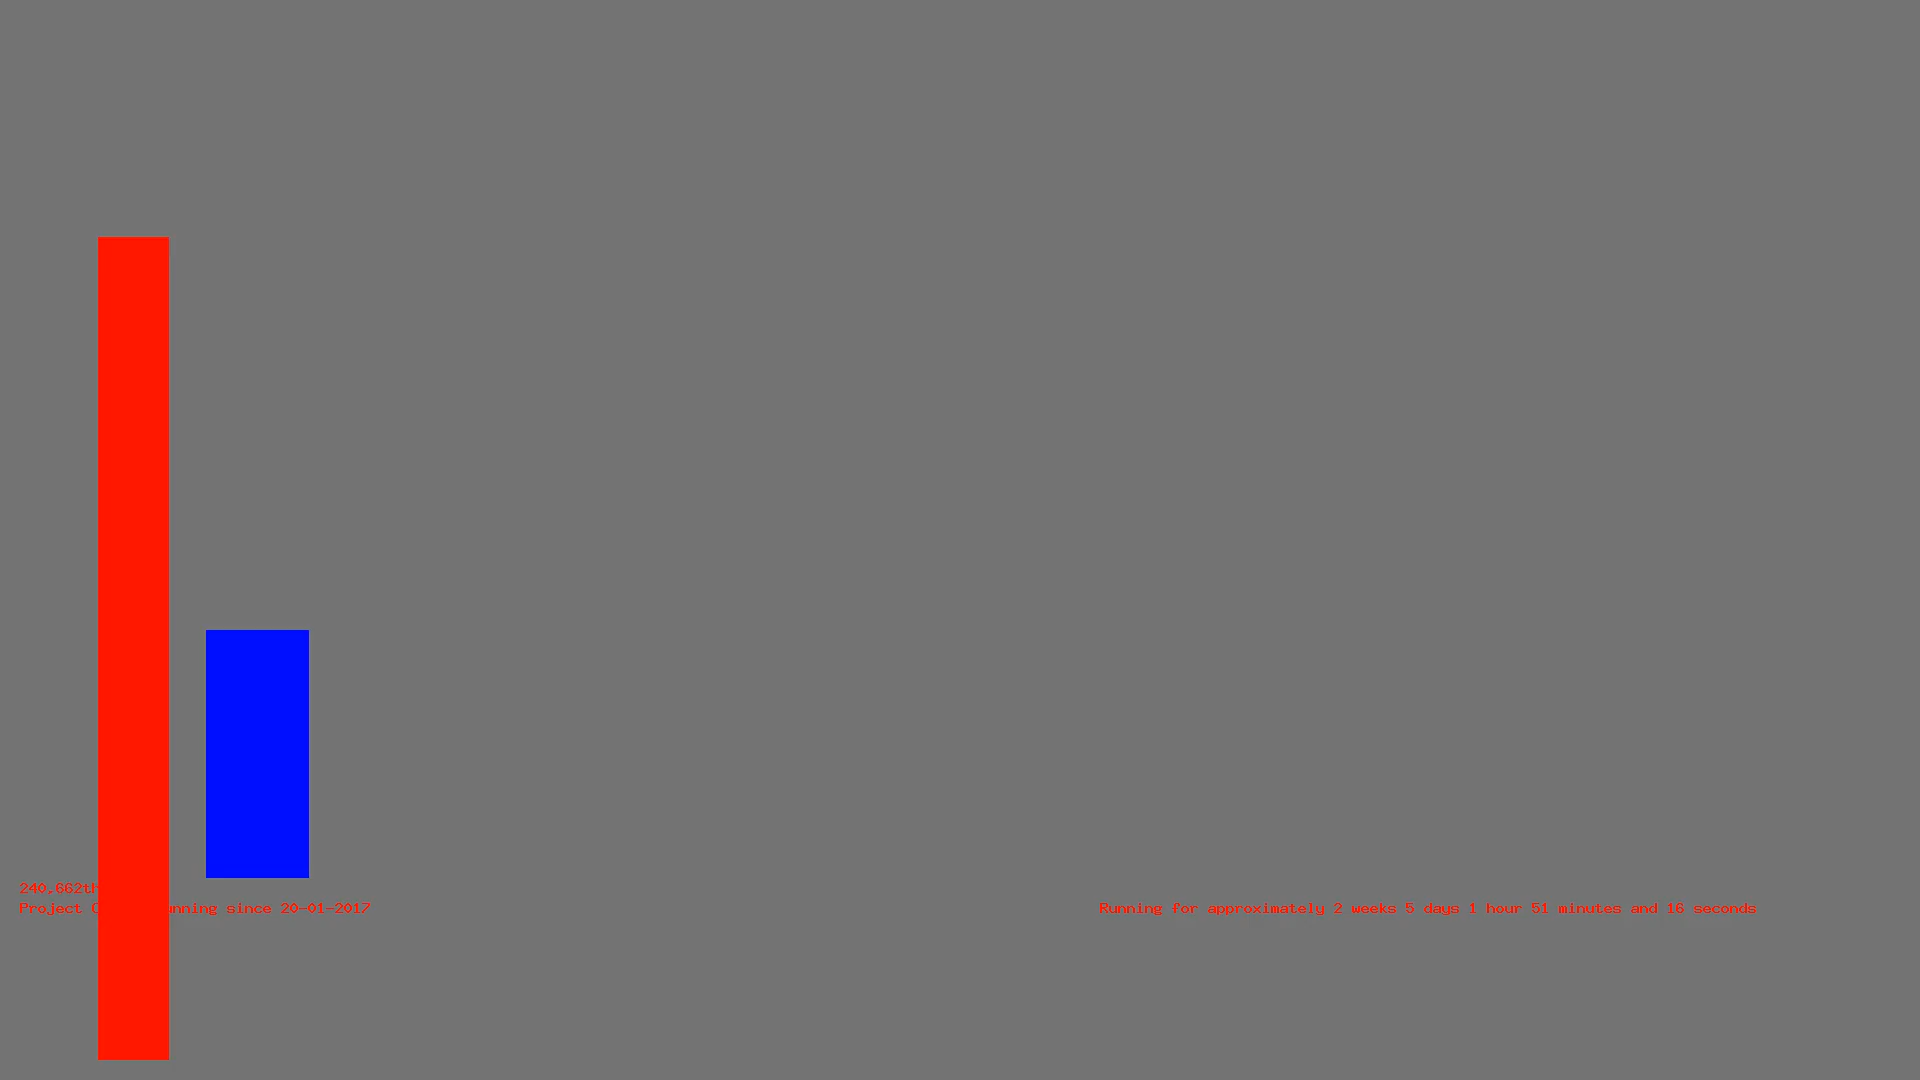 240,662th
Project running since 20-01-2017
Running for approximately 2 weeks 5 days 1 hour 51 minutes and 16 seconds